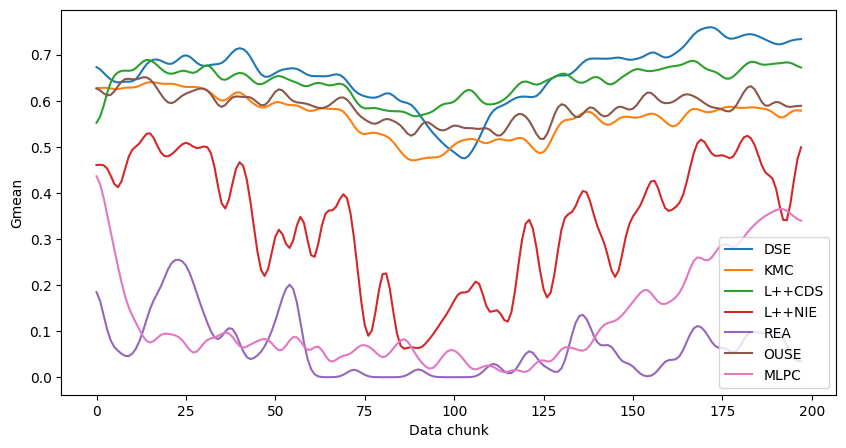 0.7
0.6
0.5
0.4
0.3
0.2
0.1
0.0
Gmean
0 25 50 75 100 125 150 175 200
Data chunk
DSE
KMC
L++CDS
L++NIE
REA
OUSE
MLPC